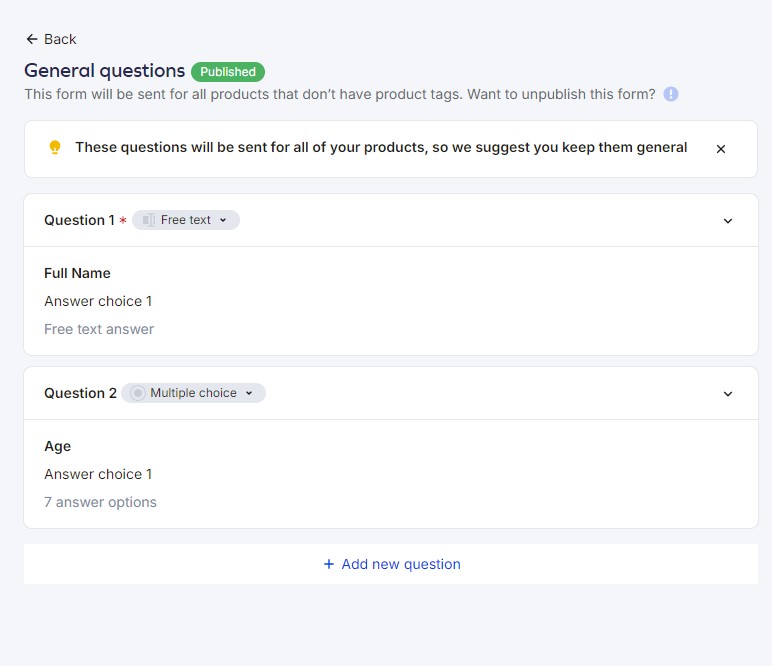 Back
General questions Published
This form will be sent for all products that don't have product tags. Want to unpublish this form?
These questions will be sent for all of your products, so we suggest you keep them general
Question 1 * Free text
Full Name
Answer choice 1
Free text answer
Question 2 Multiple choice
Age
Answer choice 1
7 answer options
+ Add new question